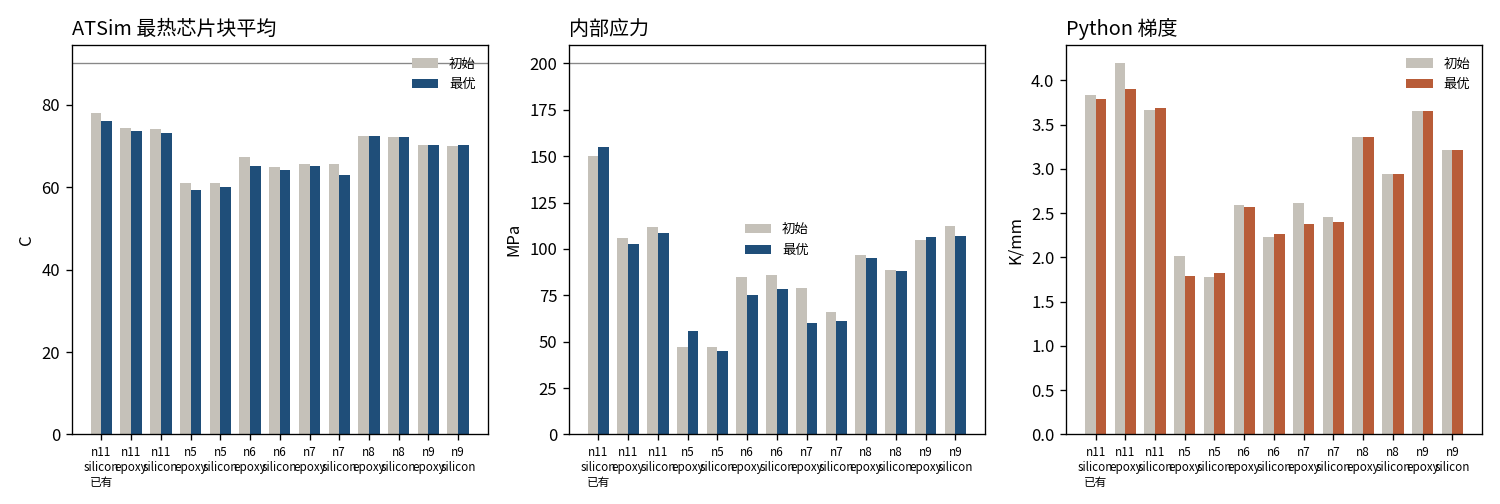 ATSim 最热芯片块平均
初始
最优
C
80
60
40
20
0
n11 n11 n11 n5 n5 n6 n6 n7 n7 n8 n8 n9 n9
silicon epoxy silicon epoxy silicon epoxy silicon epoxy silicon epoxy silicon epoxy silicon
已有
内部应力
初始
最优
MPa
200
175
150
125
100
75
50
25
0
n11 n11 n11 n5 n5 n6 n6 n7 n7 n8 n8 n9 n9
silicon epoxy silicon epoxy silicon epoxy silicon epoxy silicon epoxy silicon epoxy silicon
已有
Python 梯度
初始
最优
K/mm
4.0
3.5
3.0
2.5
2.0
1.5
1.0
0.5
0.0
n11 n11 n11 n5 n5 n6 n6 n7 n7 n8 n8 n9 n9
silicon epoxy silicon epoxy silicon epoxy silicon epoxy silicon epoxy silicon epoxy silicon
已有